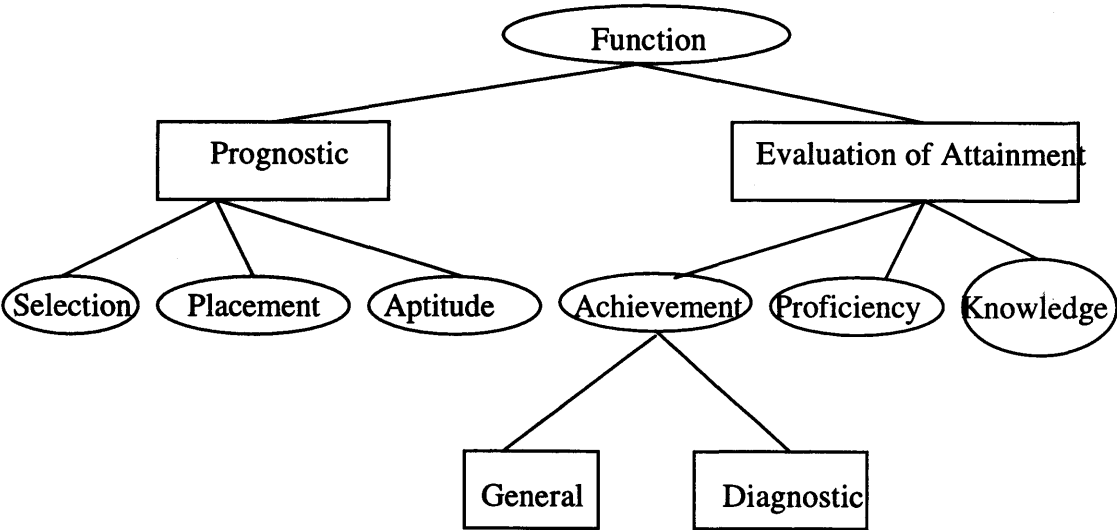 Function
Prognostic
Evaluation of Attainment
Selection
Placement
Aptitude
Achievement
Proficiency
Knowledge
General
Diagnostic